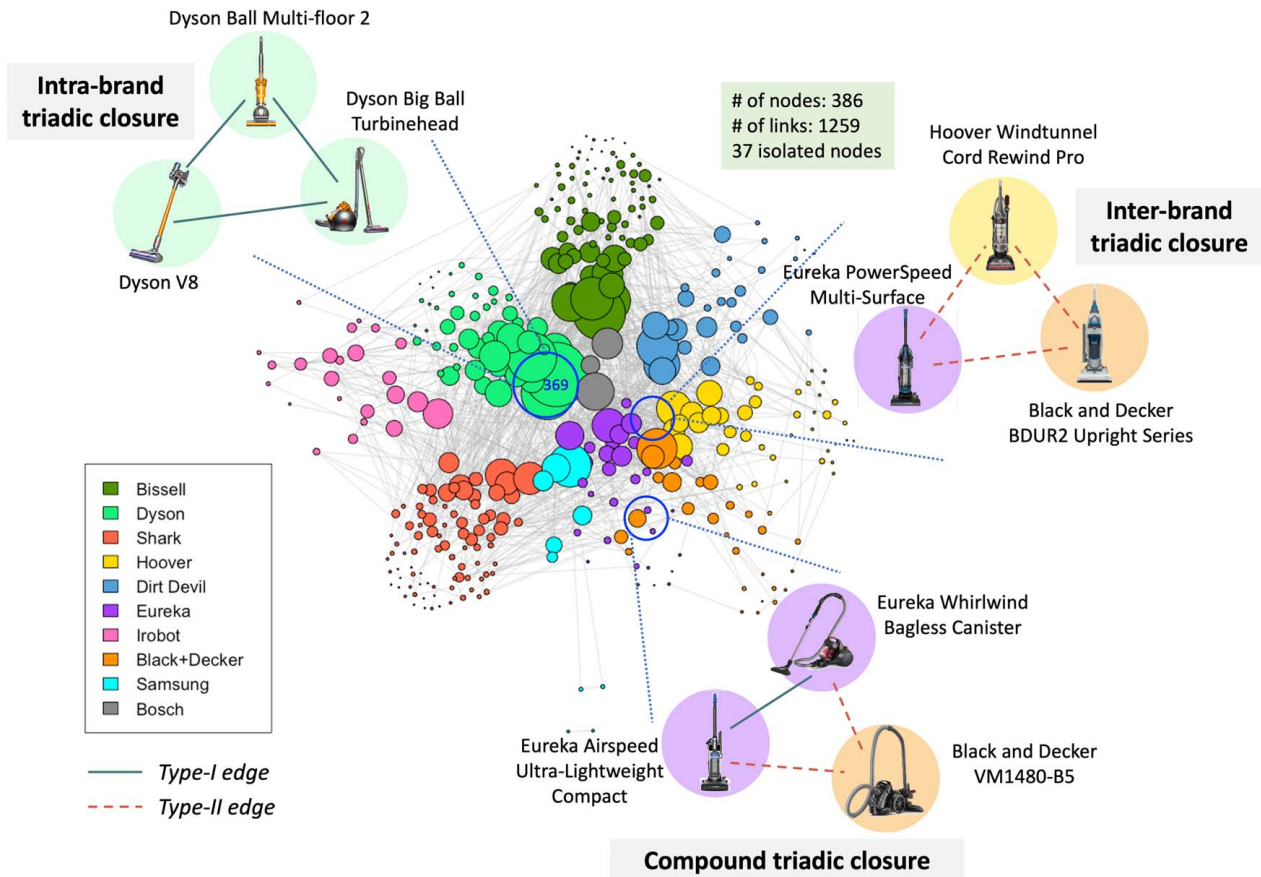 Dyson Ball Multi-floor 2
Intra-brand
triadic closure
Dyson Big Ball
Turbinehead
Dyson V8
# of nodes: 386
# of links: 1259
37 isolated nodes
Hoover Windtunnel
Cord Rewind Pro
Inter-brand
triadic closure
Eureka PowerSpeed
Multi-Surface
Black and Decker
BDUR2 Upright Series
369
Bissell
Dyson
Shark
Hoover
Dirt Devil
Eureka
Irobot
Black+Decker
Samsung
Bosch
Type-I edge
Type-II edge
Eureka Whirlwind
Bagless Canister
Eureka Airspeed
Ultra-Lightweight
Compact
Black and Decker
VM1480-B5
Compound triadic closure